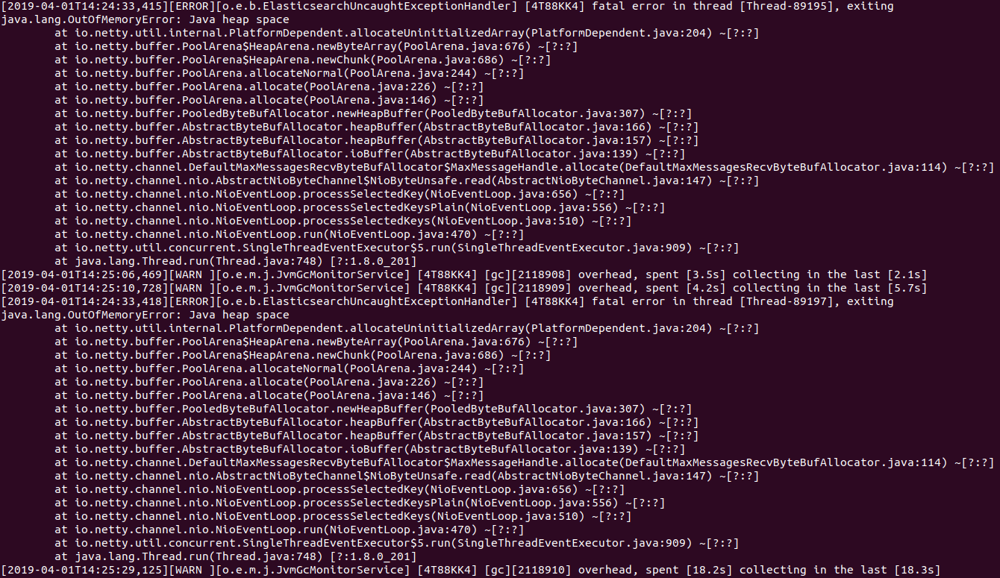 [2019-04-01T14:24:33,415][ERROR][o.e.b.ElasticsearchUncaughtExceptionHandler] [4T88KK4] fatal error in thread [Thread-89195], exiting
java.lang.OutOfMemoryError: Java heap space
        at io.netty.util.internal.PlatformDependent.allocateUninitializedArray(PlatformDependent.java:204) ~[?:?]
        at io.netty.buffer.PoolArena$HeapArena.newByteArray(PoolArena.java:676) ~[?:?]
        at io.netty.buffer.PoolArena$HeapArena.newChunk(PoolArena.java:686) ~[?:?]
        at io.netty.buffer.PoolArena.allocateNormal(PoolArena.java:244) ~[?:?]
        at io.netty.buffer.PoolArena.allocate(PoolArena.java:226) ~[?:?]
        at io.netty.buffer.PoolArena.allocate(PoolArena.java:146) ~[?:?]
        at io.netty.buffer.PooledByteBufAllocator.newHeapBuffer(PooledByteBufAllocator.java:307) ~[?:?]
        at io.netty.buffer.AbstractByteBufAllocator.heapBuffer(AbstractByteBufAllocator.java:166) ~[?:?]
        at io.netty.buffer.AbstractByteBufAllocator.heapBuffer(AbstractByteBufAllocator.java:157) ~[?:?]
        at io.netty.buffer.AbstractByteBufAllocator.ioBuffer(AbstractByteBufAllocator.java:139) ~[?:?]
        at io.netty.channel.DefaultMaxMessagesRecvByteBufAllocator$MaxMessageHandle.allocate(DefaultMaxMessagesRecvByteBufAllocator.java:114) ~[?:?]
        at io.netty.channel.nio.AbstractNioByteChannel$NioByteUnsafe.read(AbstractNioByteChannel.java:147) ~[?:?]
        at io.netty.channel.nio.NioEventLoop.processSelectedKey(NioEventLoop.java:656) ~[?:?]
        at io.netty.channel.nio.NioEventLoop.processSelectedKeysPlain(NioEventLoop.java:556) ~[?:?]
        at io.netty.channel.nio.NioEventLoop.processSelectedKeys(NioEventLoop.java:510) ~[?:?]
        at io.netty.channel.nio.NioEventLoop.run(NioEventLoop.java:470) ~[?:?]
        at io.netty.util.concurrent.SingleThreadEventExecutor$5.run(SingleThreadEventExecutor.java:909) ~[?:?]
        at java.lang.Thread.run(Thread.java:748) [?:1.8.0_201]
[2019-04-01T14:25:06,469][WARN ][o.e.m.j.JvmGcMonitorService] [4T88KK4] [gc][2118908] overhead, spent [3.5s] collecting in the last [2.1s]
[2019-04-01T14:25:10,728][WARN ][o.e.m.j.JvmGcMonitorService] [4T88KK4] [gc][2118909] overhead, spent [4.2s] collecting in the last [5.7s]
[2019-04-01T14:24:33,418][ERROR][o.e.b.ElasticsearchUncaughtExceptionHandler] [4T88KK4] fatal error in thread [Thread-89197], exiting
java.lang.OutOfMemoryError: Java heap space
        at io.netty.util.internal.PlatformDependent.allocateUninitializedArray(PlatformDependent.java:204) ~[?:?]
        at io.netty.buffer.PoolArena$HeapArena.newByteArray(PoolArena.java:676) ~[?:?]
        at io.netty.buffer.PoolArena$HeapArena.newChunk(PoolArena.java:686) ~[?:?]
        at io.netty.buffer.PoolArena.allocateNormal(PoolArena.java:244) ~[?:?]
        at io.netty.buffer.PoolArena.allocate(PoolArena.java:226) ~[?:?]
        at io.netty.buffer.PoolArena.allocate(PoolArena.java:146) ~[?:?]
        at io.netty.buffer.PooledByteBufAllocator.newHeapBuffer(PooledByteBufAllocator.java:307) ~[?:?]
        at io.netty.buffer.AbstractByteBufAllocator.heapBuffer(AbstractByteBufAllocator.java:166) ~[?:?]
        at io.netty.buffer.AbstractByteBufAllocator.heapBuffer(AbstractByteBufAllocator.java:157) ~[?:?]
        at io.netty.buffer.AbstractByteBufAllocator.ioBuffer(AbstractByteBufAllocator.java:139) ~[?:?]
        at io.netty.channel.DefaultMaxMessagesRecvByteBufAllocator$MaxMessageHandle.allocate(DefaultMaxMessagesRecvByteBufAllocator.java:114) ~[?:?]
        at io.netty.channel.nio.AbstractNioByteChannel$NioByteUnsafe.read(AbstractNioByteChannel.java:147) ~[?:?]
        at io.netty.channel.nio.NioEventLoop.processSelectedKey(NioEventLoop.java:656) ~[?:?]
        at io.netty.channel.nio.NioEventLoop.processSelectedKeysPlain(NioEventLoop.java:556) ~[?:?]
        at io.netty.channel.nio.NioEventLoop.processSelectedKeys(NioEventLoop.java:510) ~[?:?]
        at io.netty.channel.nio.NioEventLoop.run(NioEventLoop.java:470) ~[?:?]
        at io.netty.util.concurrent.SingleThreadEventExecutor$5.run(SingleThreadEventExecutor.java:909) ~[?:?]
        at java.lang.Thread.run(Thread.java:748) [?:1.8.0_201]
[2019-04-01T14:25:29,125][WARN ][o.e.m.j.JvmGcMonitorService] [4T88KK4] [gc][2118910] overhead, spent [18.2s] collecting in the last [18.3s]